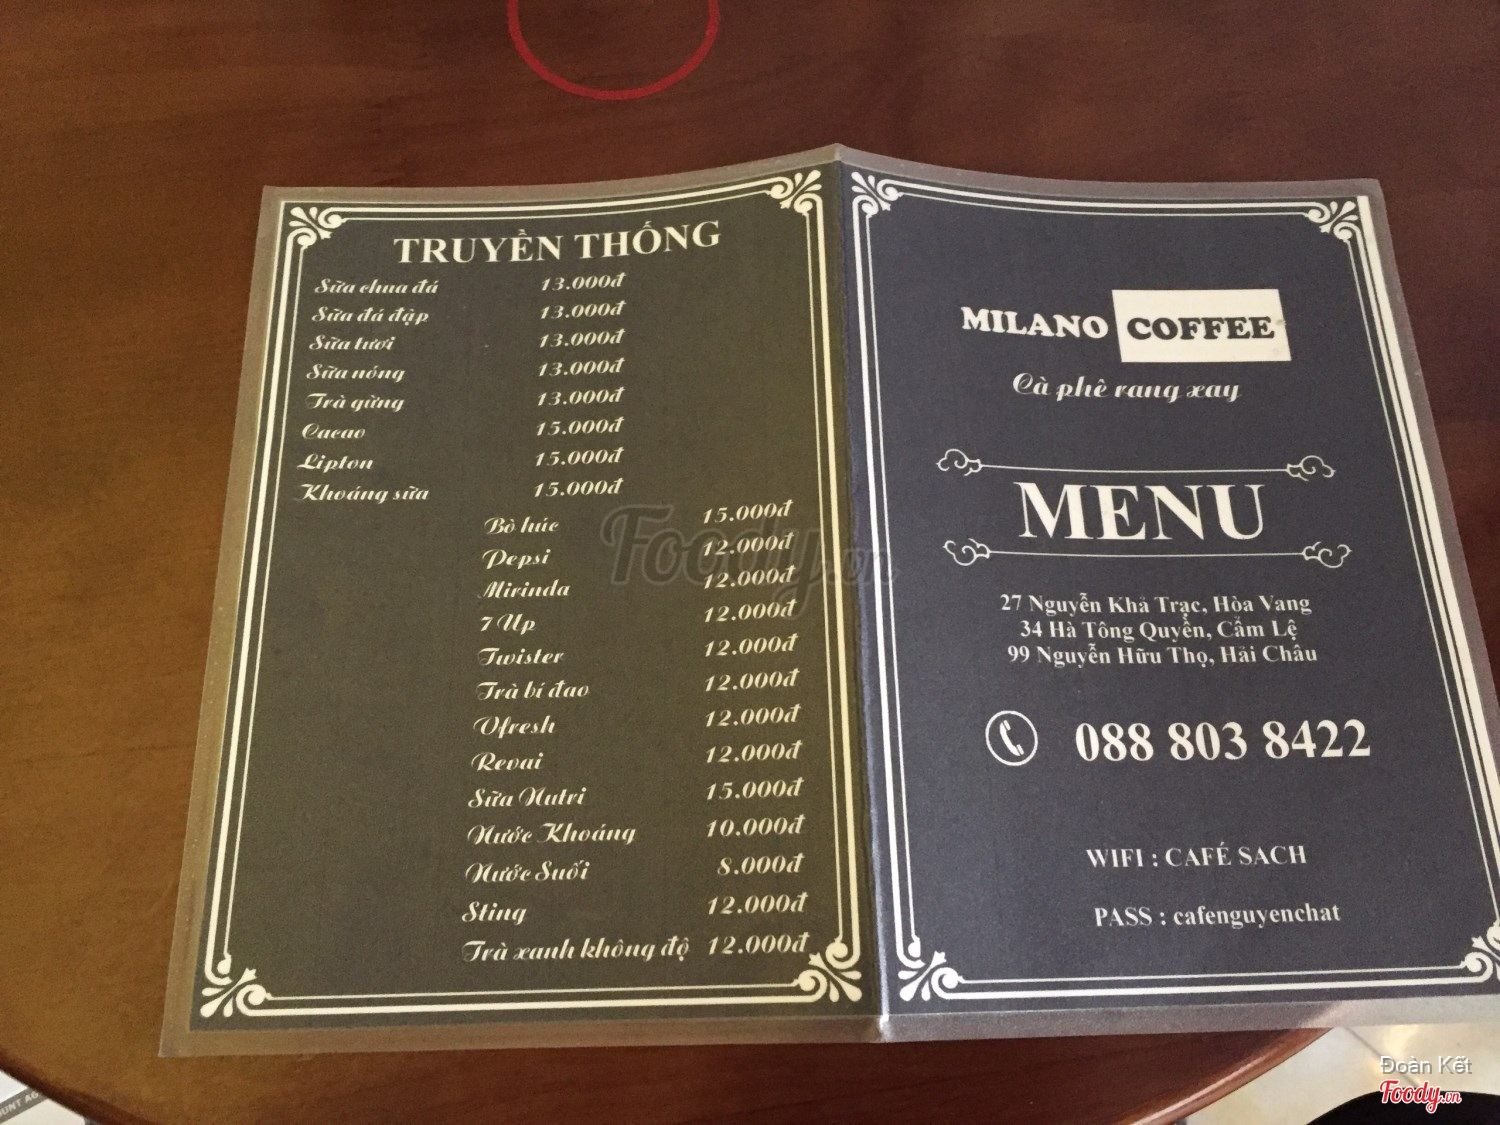 TRUYỀN THỐNG
Sữa chua đá 13.000đ
Sữa đá đập 13.000đ
Sữa tươi 13.000đ
Sữa nóng 13.000đ
Trà gừng 13.000đ
Cacao 15.000đ
Lipton 15.000đ
Khoáng sữa 15.000đ
Bò húc 15.000đ
Pepsi 12.000đ
Mirinda 12.000đ
7 Up 12.000đ
Twister 12.000đ
Trà bí đao 12.000đ
Ofresh 12.000đ
Revai 12.000đ
Sữa Nutri 15.000đ
Nước Khoáng 10.000đ
Nước Suối 8.000đ
Sting 12.000đ
Trà xanh không độ 12.000đ
MILANO COFFEE
Cà phê rang xay
MENU
27 Nguyễn Khả Trạc, Hòa Vang
34 Hà Tông Quyền, Cẩm Lệ
99 Nguyễn Hữu Thọ, Hải Châu
088 803 8422
WIFI : CAFÉ SACH
PASS : cafenguyenchat
Foody.vn
Đoàn Kết
Foody.vn